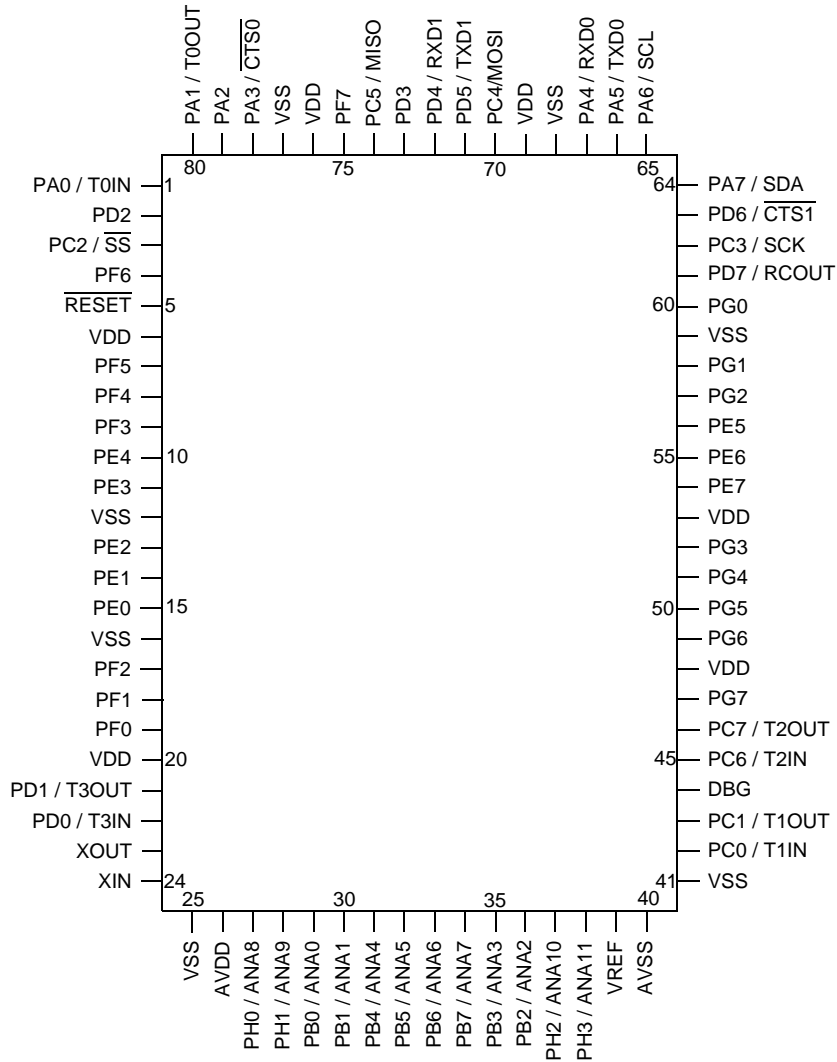 PA1 / T0OUT
PA2
PA3 / CTS0
VSS
VDD
PF7
PC5 / MISO
PD3
PD4 / RXD1
PD5 / TXD1
PC4/MOSI
VDD
VSS
PA4 / RXD0
PA5 / TXD0
PA6 / SCL
80 75 70 65
PA0 / T0IN 1 64 PA7 / SDA
PD2 PD6 / CTS1
PC2 / SS PC3 / SCK
PF6 PD7 / RCOUT
RESET 5 60 PG0
VDD VSS
PF5 PG1
PF4 PG2
PF3 PE5
PE4 10 55 PE6
PE3 PE7
VSS VDD
PE2 PG3
PE1 PG4
PE0 15 50 PG5
VSS PG6
PF2 VDD
PF1 PG7
PF0 PC7 / T2OUT
VDD 20 45 PC6 / T2IN
PD1 / T3OUT DBG
PD0 / T3IN PC1 / T1OUT
XOUT PC0 / T1IN
XIN 24 41 VSS
25 30 35 40
VSS
AVDD
PH0 / ANA8
PH1 / ANA9
PB0 / ANA0
PB1 / ANA1
PB4 / ANA4
PB5 / ANA5
PB6 / ANA6
PB7 / ANA7
PB3 / ANA3
PB2 / ANA2
PH2 / ANA10
PH3 / ANA11
VREF
AVSS